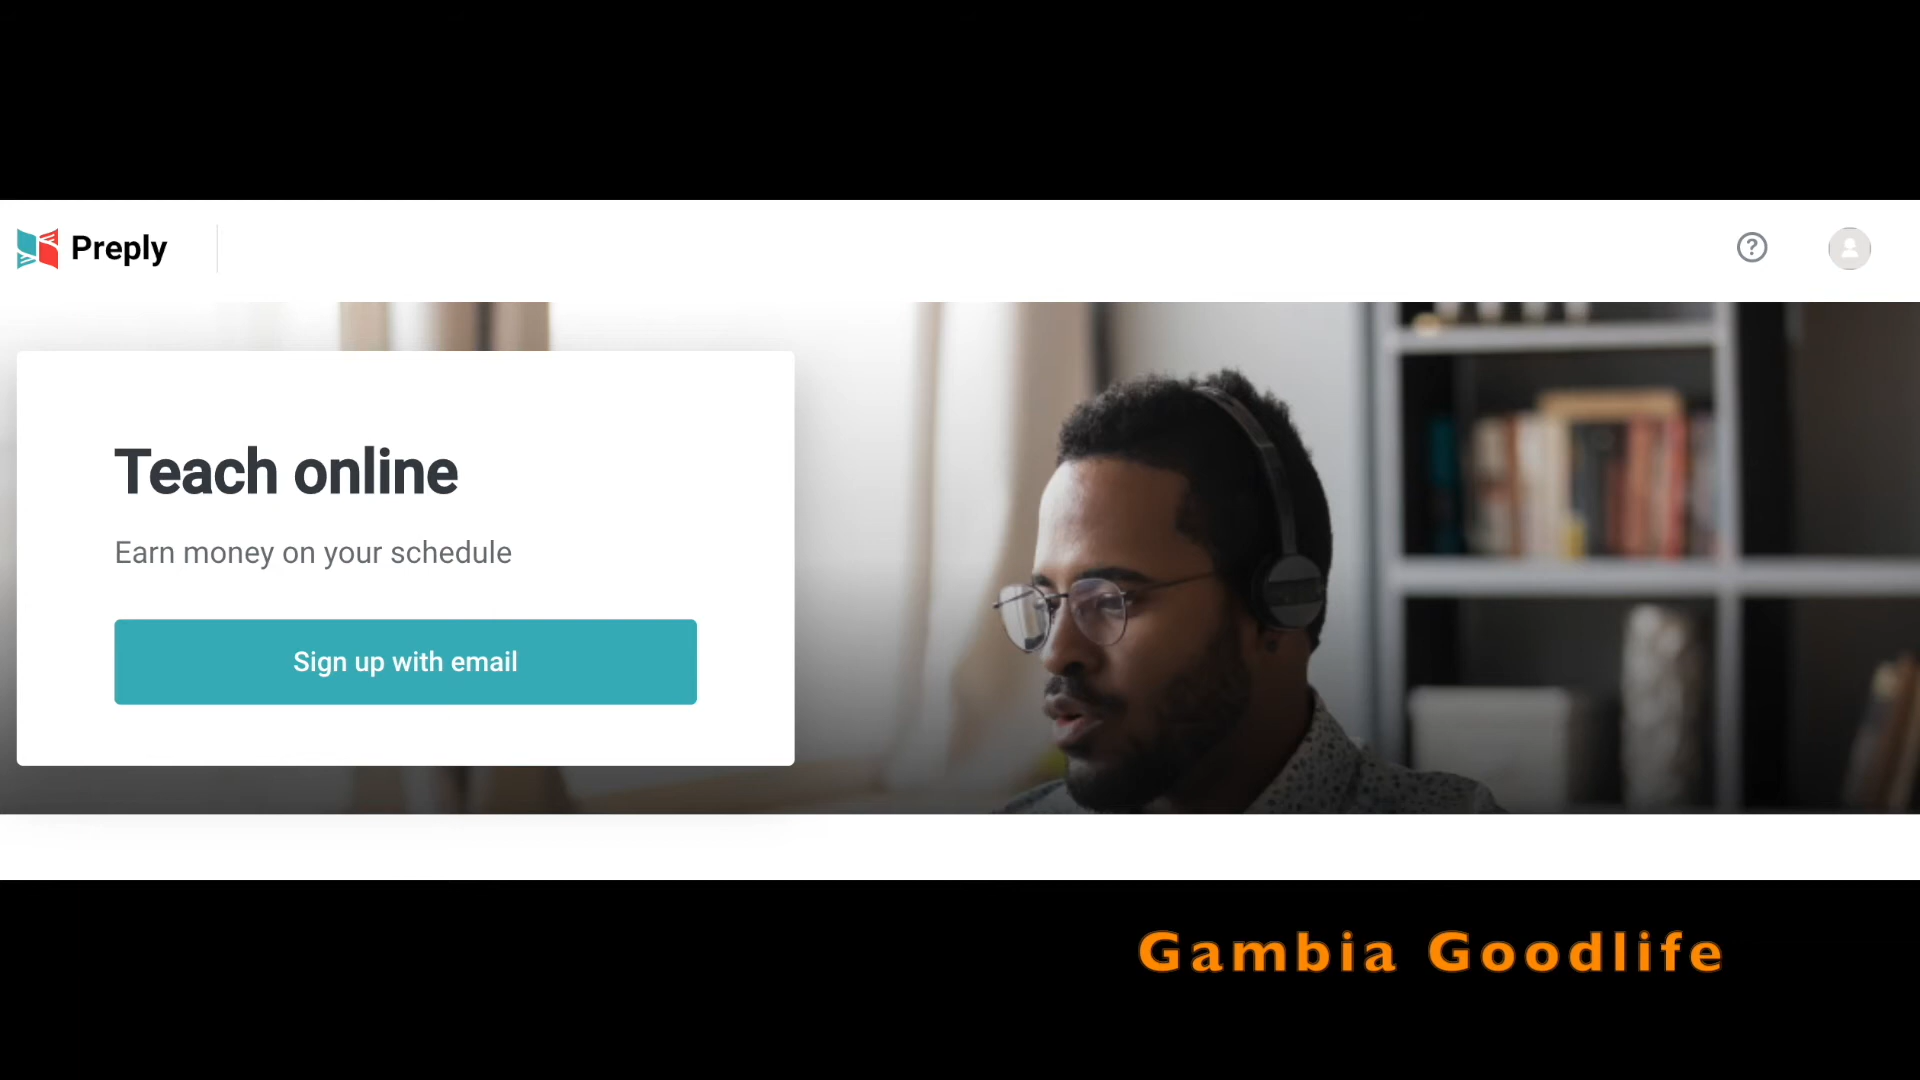 Preply
?
Teach online
Earn money on your schedule
Sign up with email
Gambia Goodlife